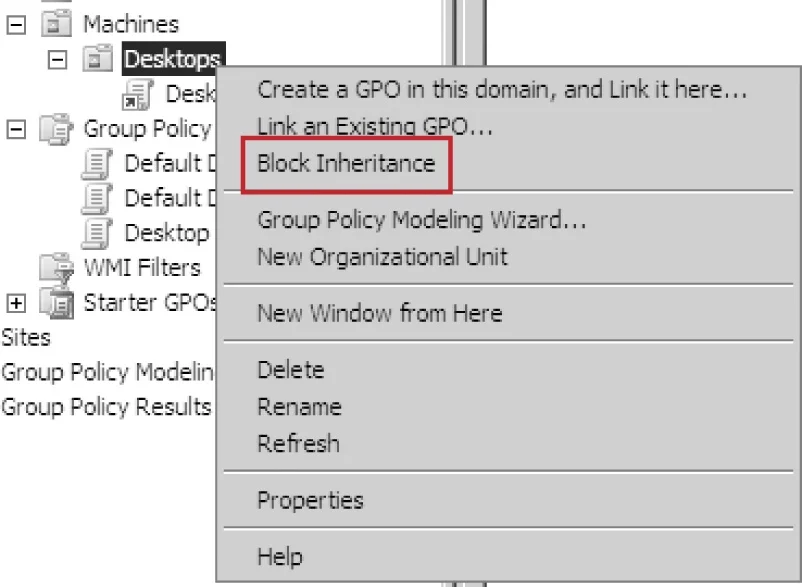 Machines
Desktops
Desk
Group Policy
Default D
Default D
Desktop
WMI Filters
Starter GPOs
Sites
Group Policy Modelin
Group Policy Results
Create a GPO in this domain, and Link it here...
Link an Existing GPO...
Block Inheritance
Group Policy Modeling Wizard...
New Organizational Unit
New Window from Here
Delete
Rename
Refresh
Properties
Help